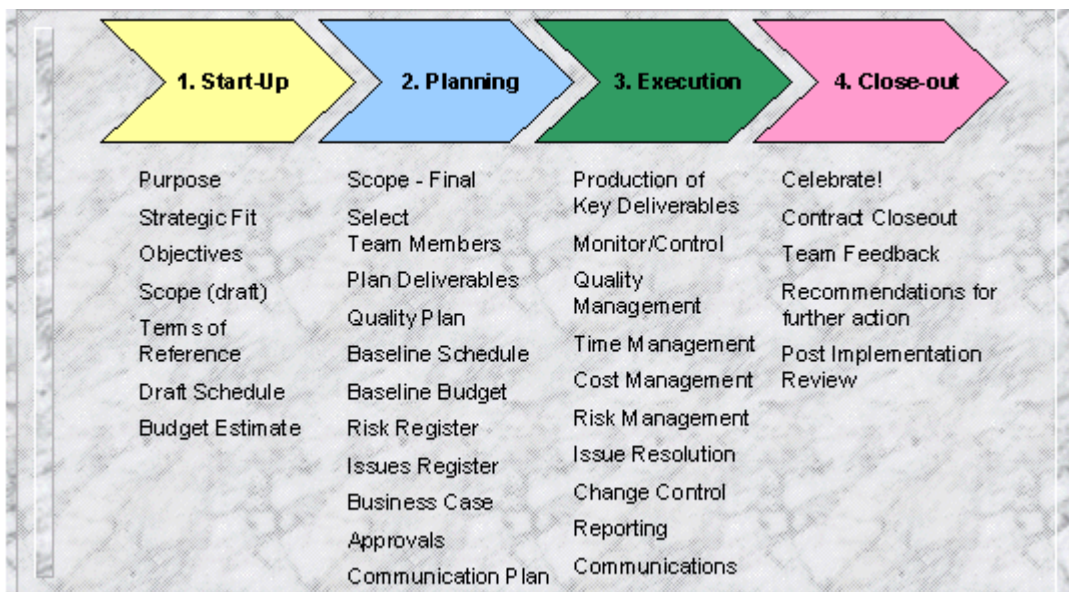 1. Start-Up
2. Planning
3. Execution
4. Close-out
Purpose
Strategic Fit
Objectives
Scope (draft)
Terms of
Reference
Draft Schedule
Budget Estimate
Scope - Final
Select
Team Members
Plan Deliverables
Quality Plan
Baseline Schedule
Baseline Budget
Risk Register
Issues Register
Business Case
Approvals
Communication Plan
Production of
Key Deliverables
Monitor/Control
Quality
Management
Time Management
Cost Management
Risk Management
Issue Resolution
Change Control
Reporting
Communications
Celebrate!
Contract Closeout
Team Feedback
Recommendations for
further action
Post Implementation
Review